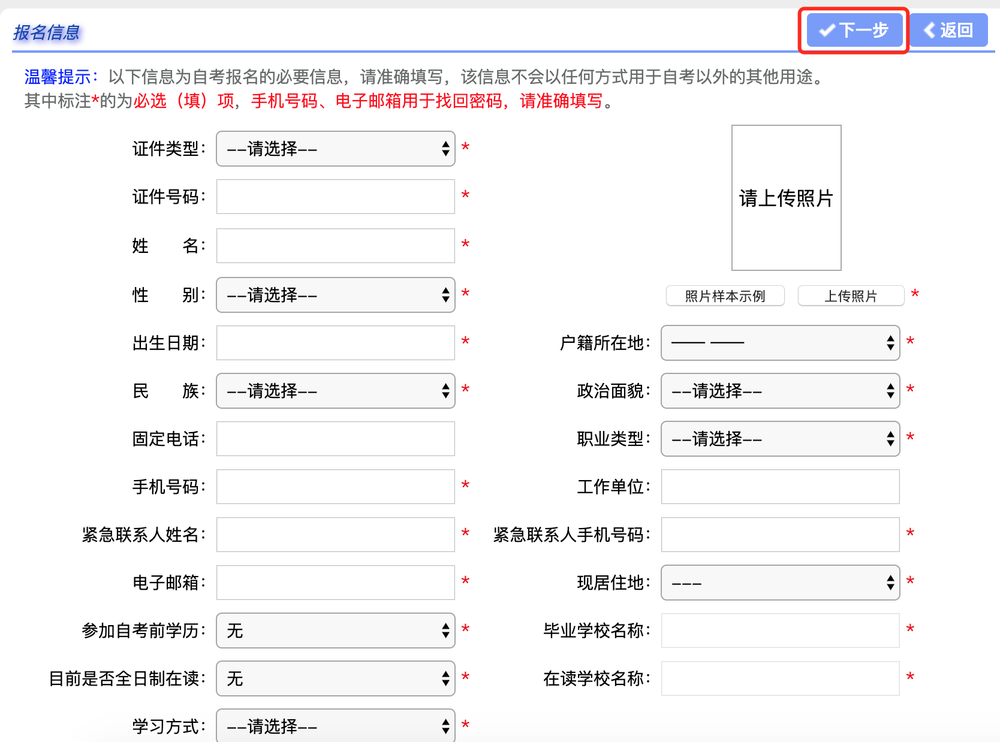 报名信息
下一步
返回
温馨提示：以下信息为自考报名的必要信息，请准确填写，该信息不会以任何方式用于自考以外的其他用途。
其中标注*的为必选（填）项，手机号码、电子邮箱用于找回密码，请准确填写。
证件类型： --请选择-- *
请上传照片
证件号码： *
姓 名： *
性 别： --请选择-- *
照片样本示例 上传照片 *
出生日期： * 户籍所在地： —— —— *
民 族： --请选择-- * 政治面貌： --请选择-- *
固定电话： 职业类型： --请选择-- *
手机号码： * 工作单位：
紧急联系人姓名： * 紧急联系人手机号码： *
电子邮箱： * 现居住地： --- *
参加自考前学历： 无 * 毕业学校名称： *
目前是否全日制在读： 无 * 在读学校名称： *
学习方式： --请选择-- *